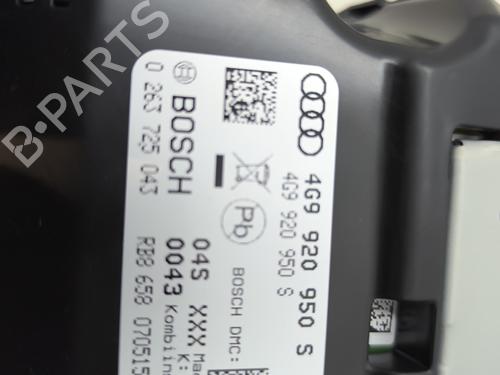 4G9 920 950 S
4G9 920 950 S
BOSCH DMC:
Pb
BOSCH
04S XXX
0043 K:
0 263 725 043
RB8 658 070515
B-PARTS